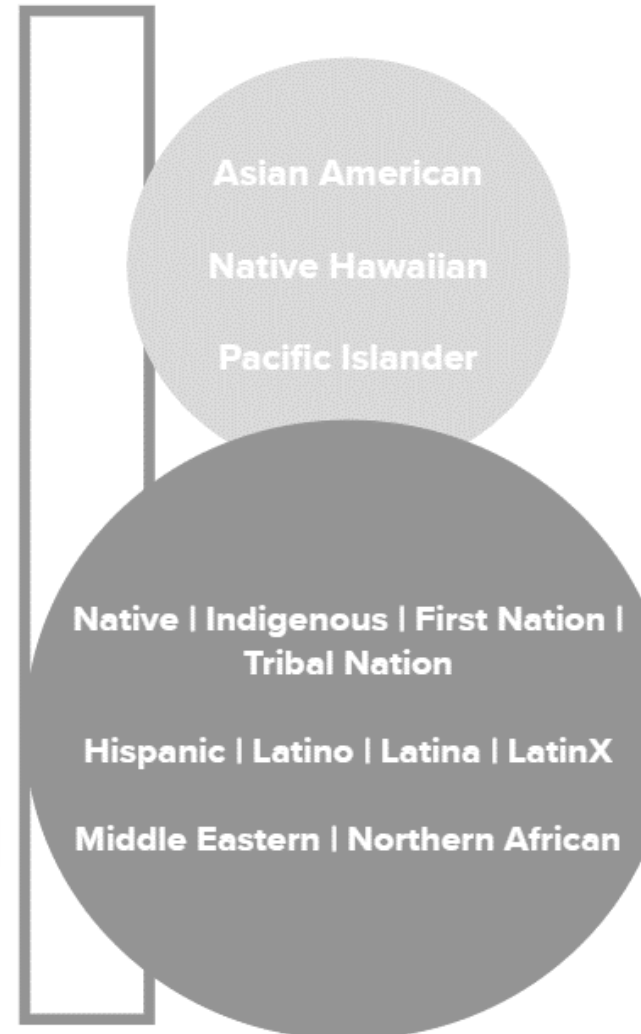 Asian American
Native Hawaiian
Pacific Islander
Native | Indigenous | First Nation |
Tribal Nation
Hispanic | Latino | Latina | LatinX
Middle Eastern | Northern African